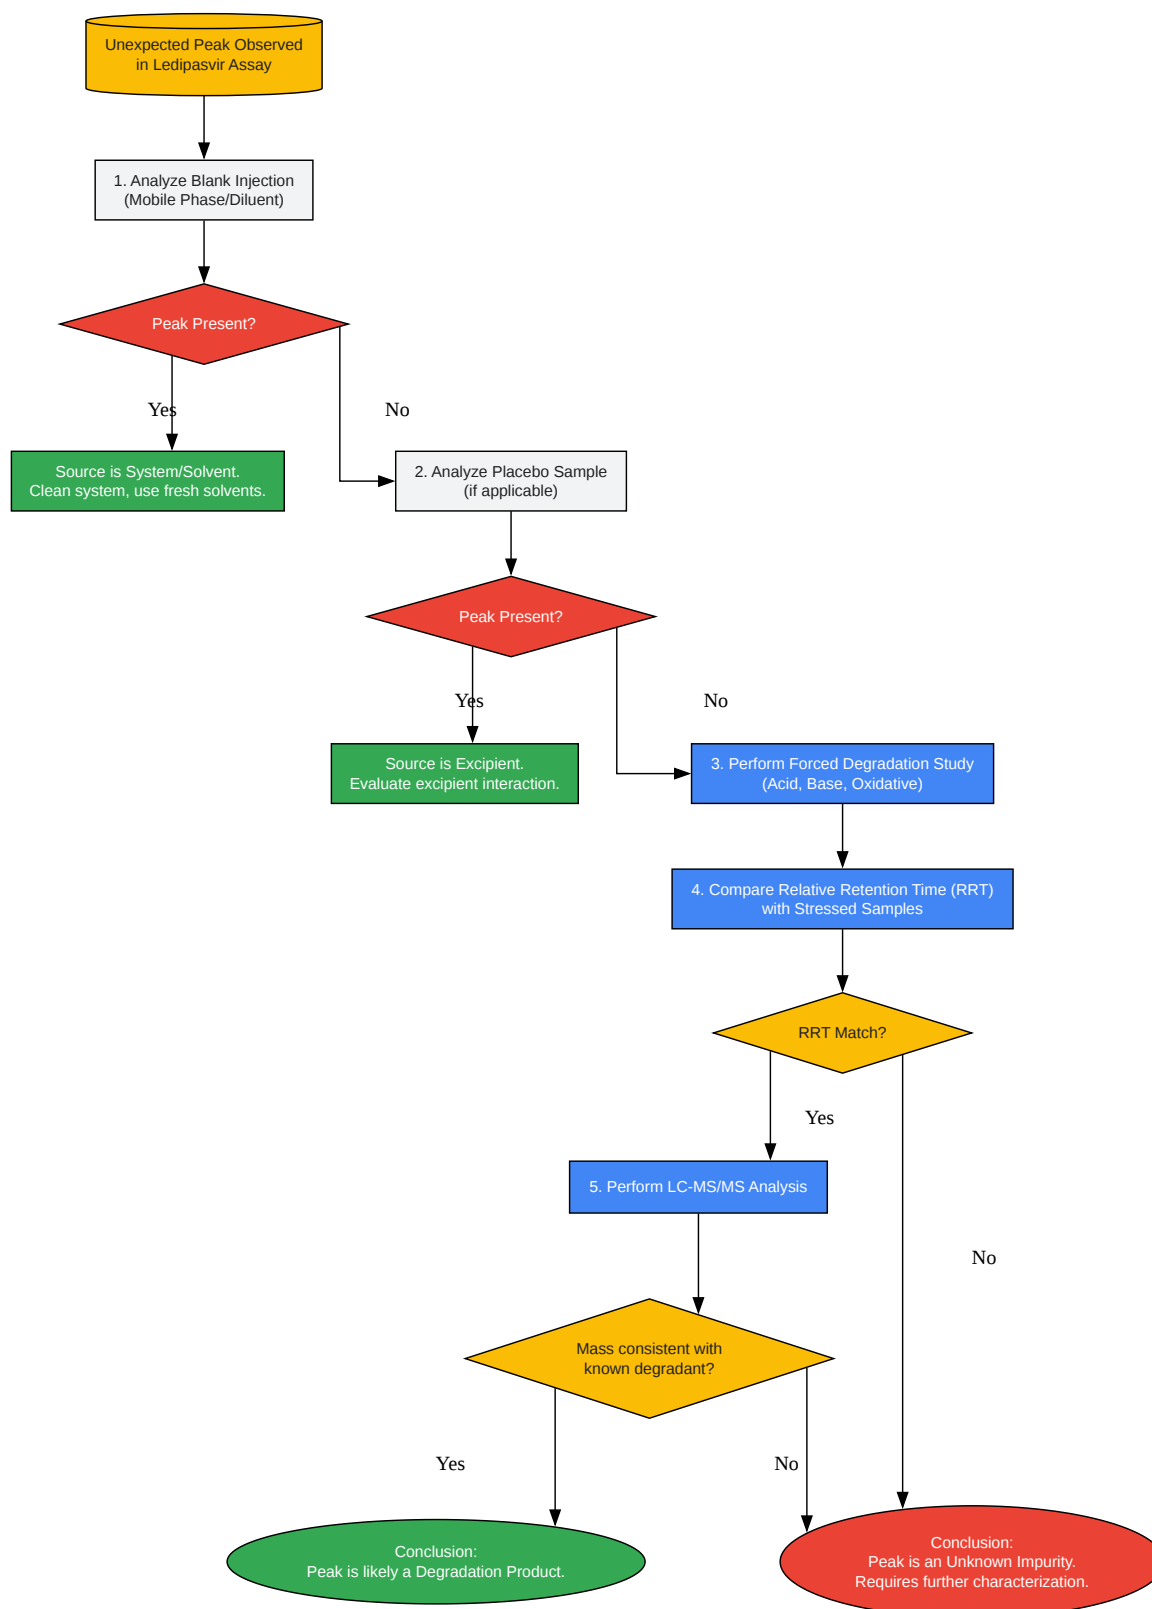 Unexpected Peak Observed
in Ledipasvir Assay
1. Analyze Blank Injection
(Mobile Phase/Diluent)
Peak Present?
Yes
No
Source is System/Solvent.
Clean system, use fresh solvents.
2. Analyze Placebo Sample
(if applicable)
Peak Present?
Yes
No
Source is Excipient.
Evaluate excipient interaction.
3. Perform Forced Degradation Study
(Acid, Base, Oxidative)
4. Compare Relative Retention Time (RRT)
with Stressed Samples
RRT Match?
Yes
5. Perform LC-MS/MS Analysis
No
Mass consistent with
known degradant?
Yes
No
Conclusion:
Peak is likely a Degradation Product.
Conclusion:
Peak is an Unknown Impurity.
Requires further characterization.